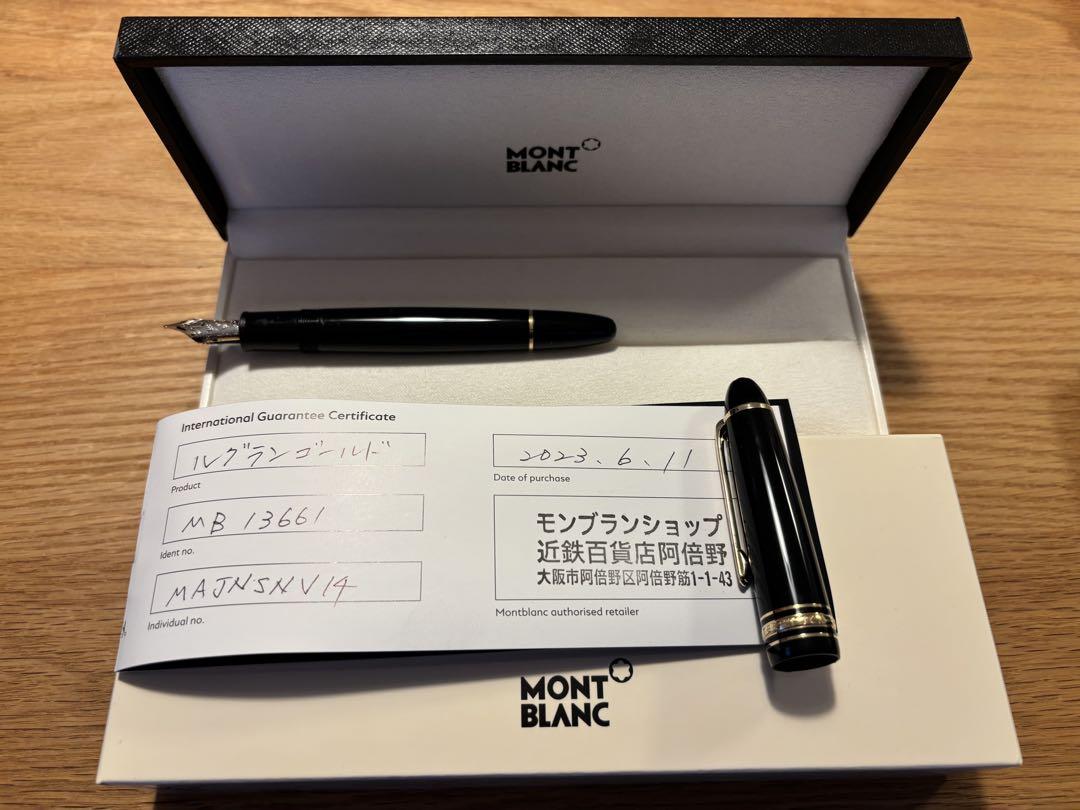 MONT
BLANC
International Guarantee Certificate
ルグランゴールド
Product
MB 13661
Ident no.
MAJNSNV14
Individual no.
2023.6.11
Date of purchase
モンブランショップ
近鉄百貨店阿倍野
大阪市阿倍野区阿倍野筋1-1-43
Montblanc authorised retailer
MONT
BLANC